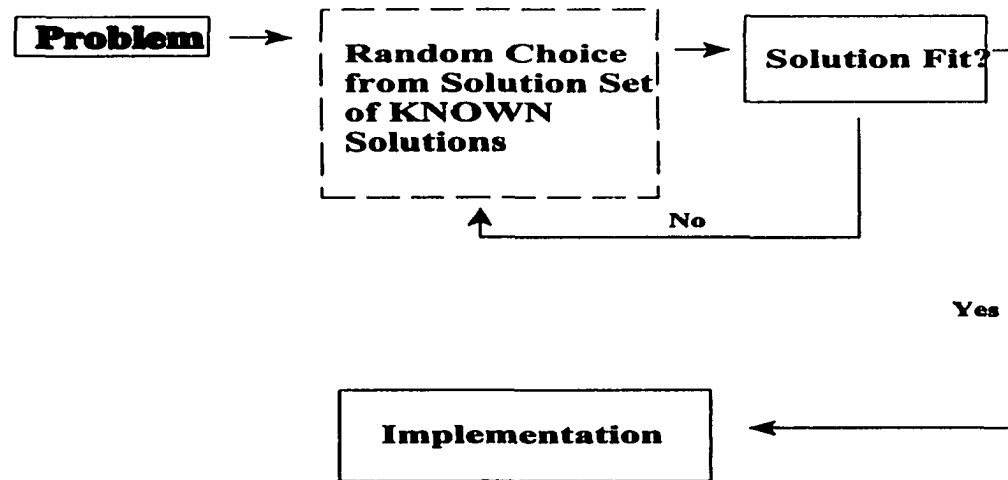 Problem
Random Choice
from Solution Set
of KNOWN
Solutions
Solution Fit?
No
Yes
Implementation